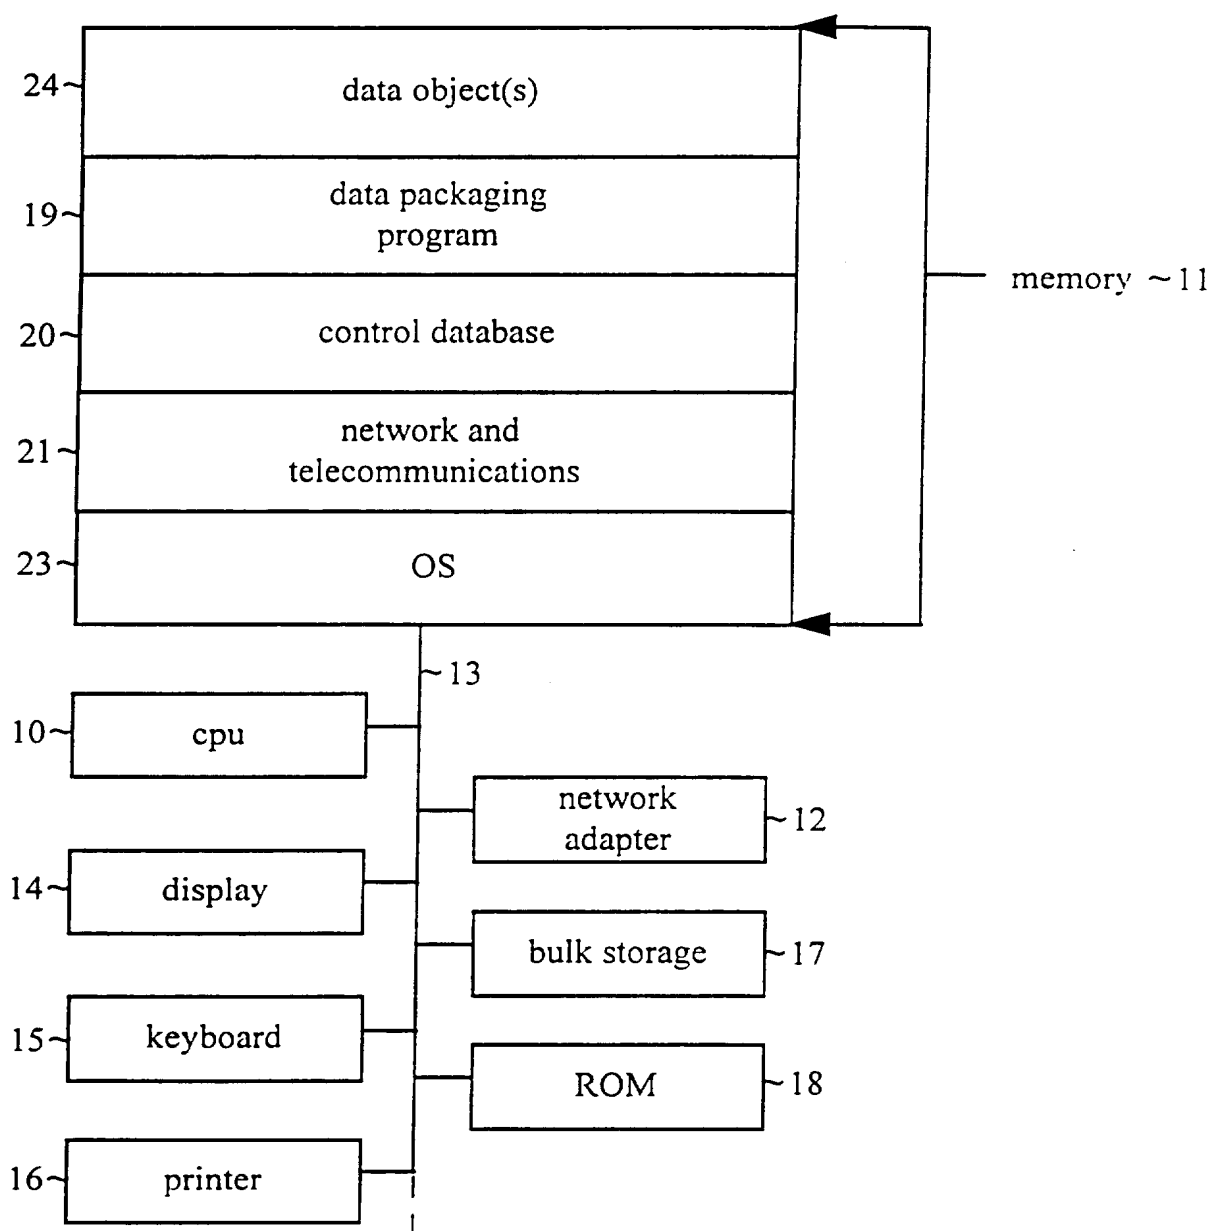 24~ data object(s)
19~ data packaging
program
memory ~11
20~ control database
21~ network and
telecommunications
23~ OS
~13
10~ cpu
network
adapter ~12
14~ display
bulk storage ~17
15~ keyboard
ROM ~18
16~ printer